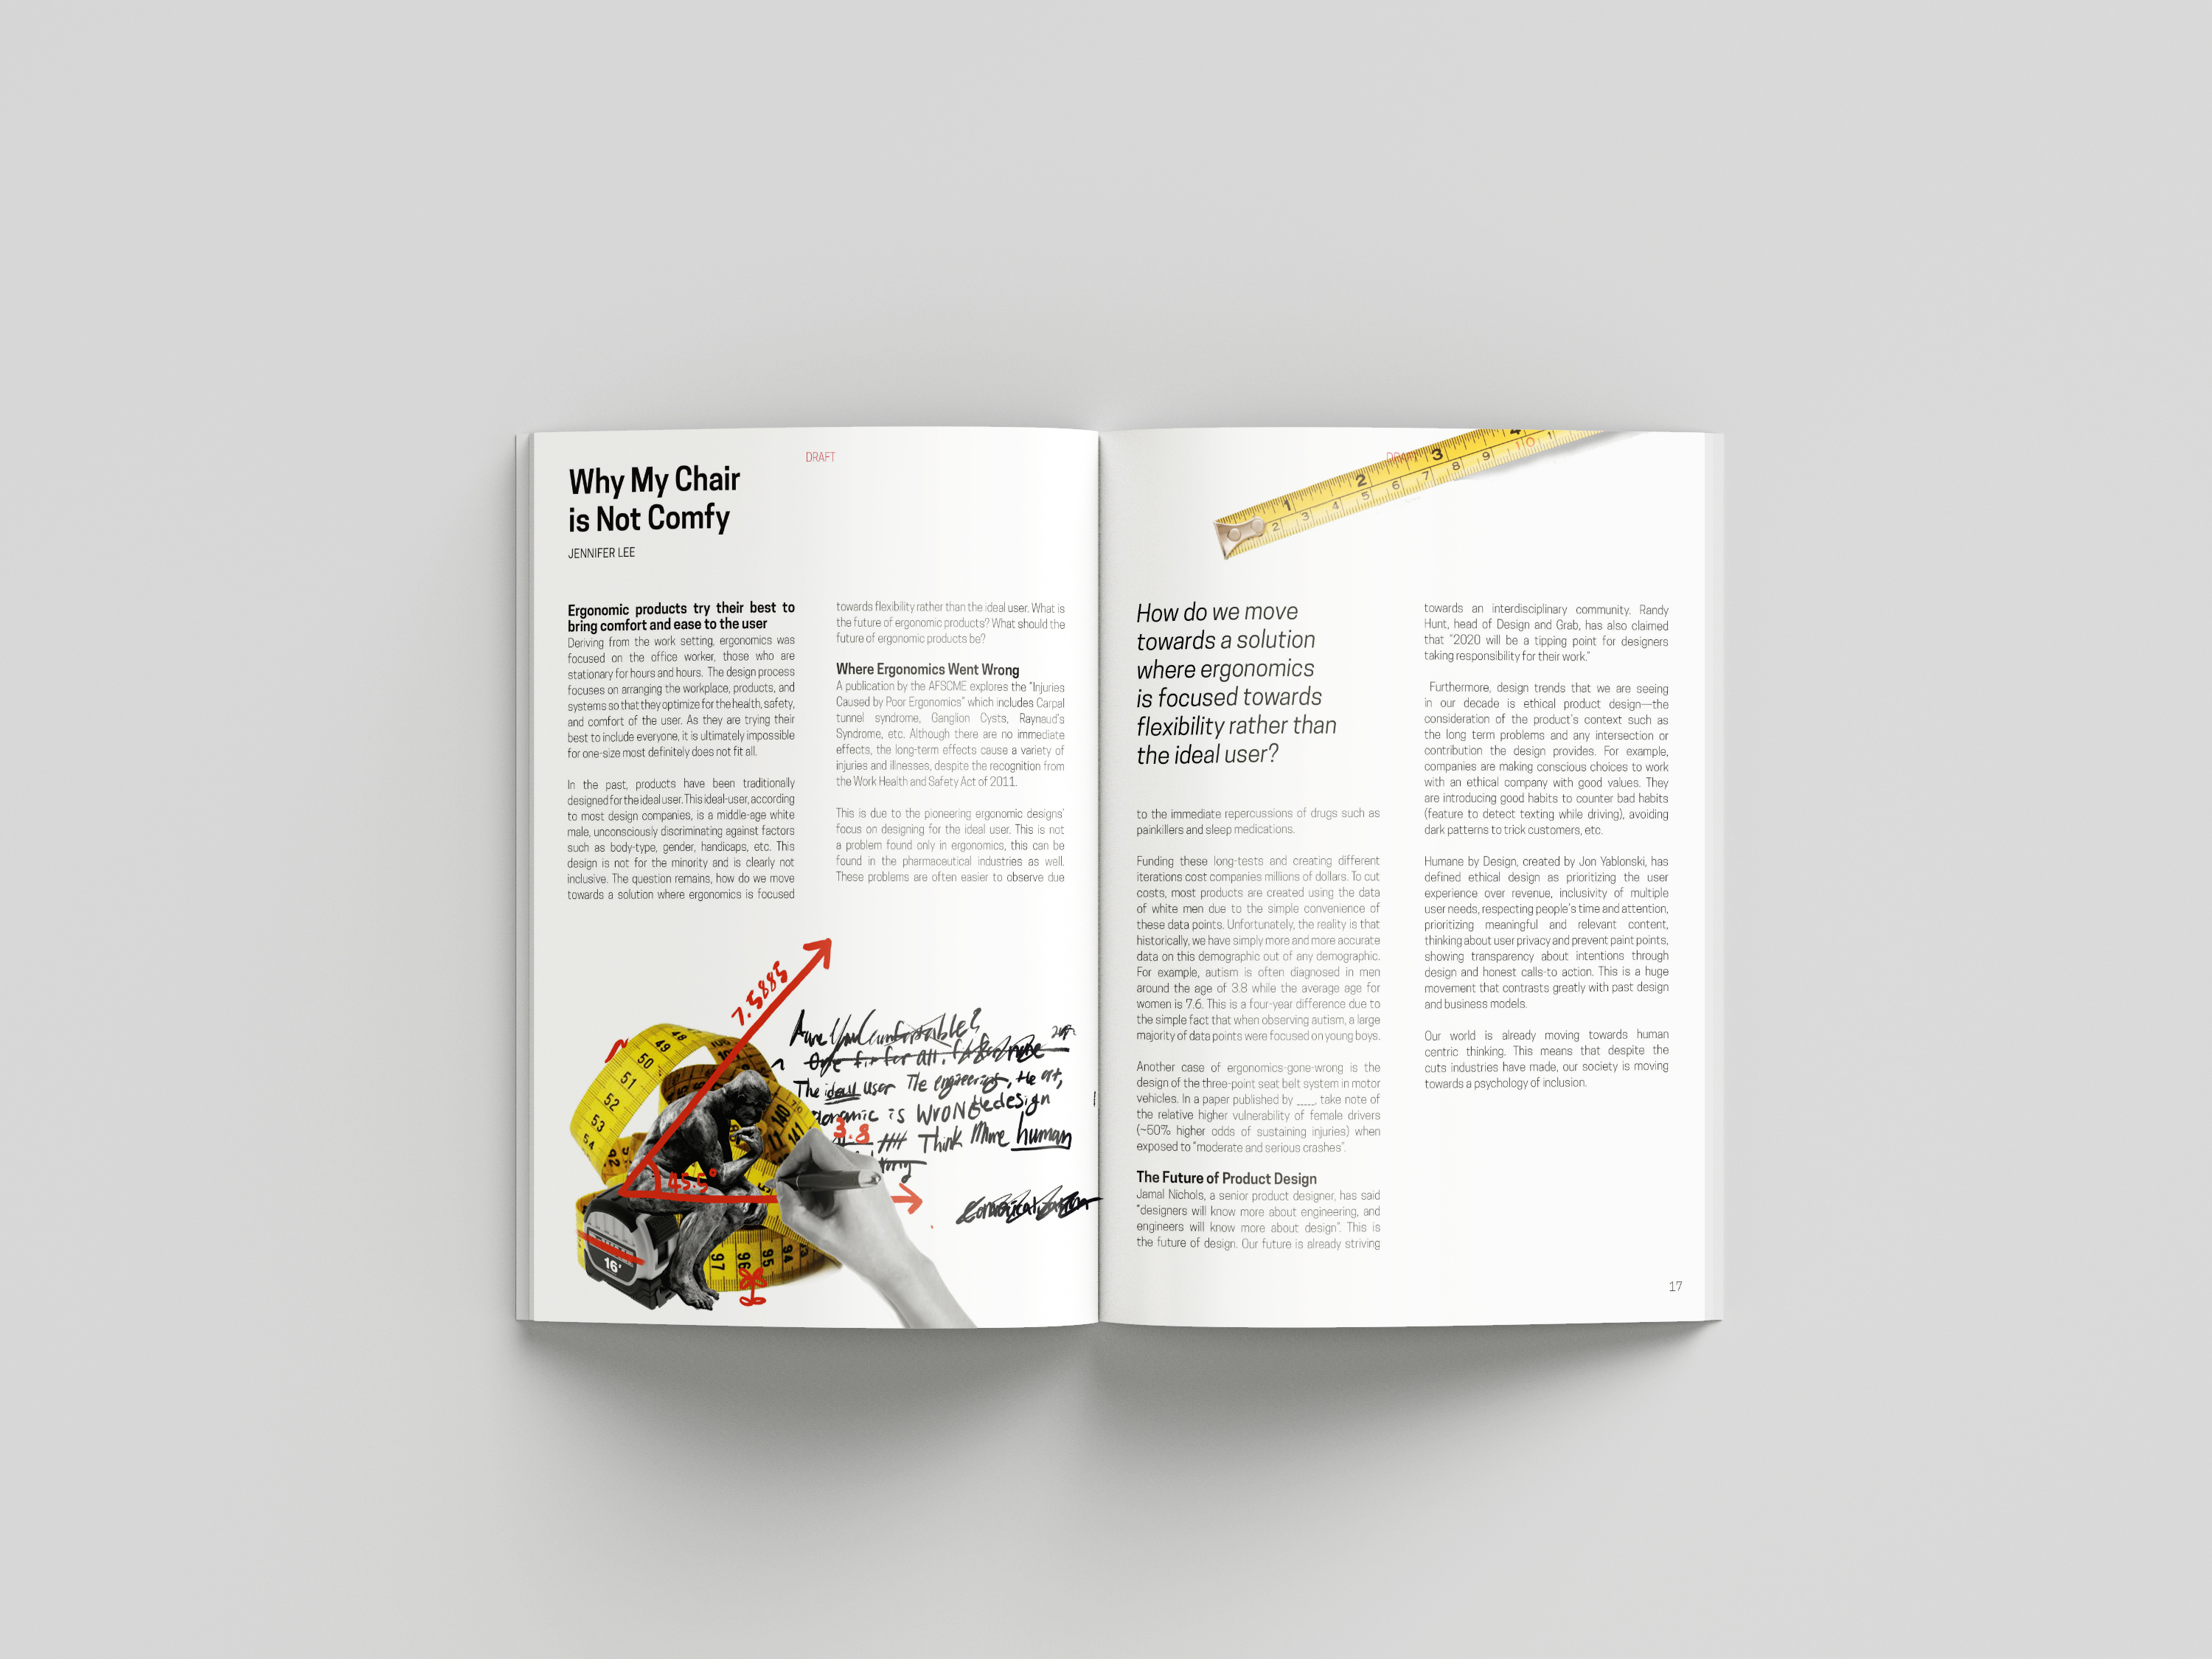 DRAFT
Why My Chair
is Not Comfy
JENNIFER LEE
Ergonomic products try their best to
bring comfort and ease to the user
Deriving from the work setting, ergonomics was
focused on the office worker, those who are
stationary for hours and hours. The design process
focuses on arranging the workplace, products, and
systems so that they optimize for the health, safety,
and comfort of the user. As they are trying their
best to include everyone, it is ultimately impossible
for one-size most definitely does not fit all.
In the past, products have been traditionally
designed for the ideal user. This ideal-user, according
to most design companies, is a middle-age white
male, unconsciously discriminating against factors
such as body-type, gender, handicaps, etc. This
design is not for the minority and is clearly not
inclusive. The question remains, how do we move
towards a solution where ergonomics is focused
towards flexibility rather than the ideal user. What is
the future of ergonomic products? What should the
future of ergonomic products be?
Where Ergonomics Went Wrong
A publication by the AFSCME explores the "Injuries
Caused by Poor Ergonomics" which includes Carpal
tunnel syndrome, Ganglion Cysts, Raynaud's
Syndrome, etc. Although there are no immediate
effects, the long-term effects cause a variety of
injuries and illnesses, despite the recognition from
the Work Health and Safety Act of 2011.
This is due to the pioneering ergonomic designs'
focus on designing for the ideal user. This is not
a problem found only in ergonomics, this can be
found in the pharmaceutical industries as well.
These problems are often easier to observe due
7.5885
Are You Comfortable?
One fit for all.
The ideal user The engineering, the art,
is WRONG redesign
3.8
Think More human
45.5°
48
49
50
51
52
53
54
140
141
16'
97
96
95
94
DRAFT
1 2 3 4
2 3 4 5 6 7 8 9 10 1
How do we move
towards a solution
where ergonomics
is focused towards
flexibility rather than
the ideal user?
to the immediate repercussions of drugs such as
painkillers and sleep medications.
Funding these long-tests and creating different
iterations cost companies millions of dollars. To cut
costs, most products are created using the data
of white men due to the simple convenience of
these data points. Unfortunately, the reality is that
historically, we have simply more and more accurate
data on this demographic out of any demographic.
For example, autism is often diagnosed in men
around the age of 3.8 while the average age for
women is 7.6. This is a four-year difference due to
the simple fact that when observing autism, a large
majority of data points were focused on young boys.
Another case of ergonomics-gone-wrong is the
design of the three-point seat belt system in motor
vehicles. In a paper published by ____, take note of
the relative higher vulnerability of female drivers
(~50% higher odds of sustaining injuries) when
exposed to "moderate and serious crashes".
The Future of Product Design
Jamal Nichols, a senior product designer, has said
"designers will know more about engineering, and
engineers will know more about design". This is
the future of design. Our future is already striving
towards an interdisciplinary community. Randy
Hunt, head of Design and Grab, has also claimed
that "2020 will be a tipping point for designers
taking responsibility for their work."
Furthermore, design trends that we are seeing
in our decade is ethical product design—the
consideration of the product's context such as
the long term problems and any intersection or
contribution the design provides. For example,
companies are making conscious choices to work
with an ethical company with good values. They
are introducing good habits to counter bad habits
(feature to detect texting while driving), avoiding
dark patterns to trick customers, etc.
Humane by Design, created by Jon Yablonski, has
defined ethical design as prioritizing the user
experience over revenue, inclusivity of multiple
user needs, respecting people's time and attention,
prioritizing meaningful and relevant content,
thinking about user privacy and prevent paint points,
showing transparency about intentions through
design and honest calls-to action. This is a huge
movement that contrasts greatly with past design
and business models.
Our world is already moving towards human
centric thinking. This means that despite the
cuts industries have made, our society is moving
towards a psychology of inclusion.
17